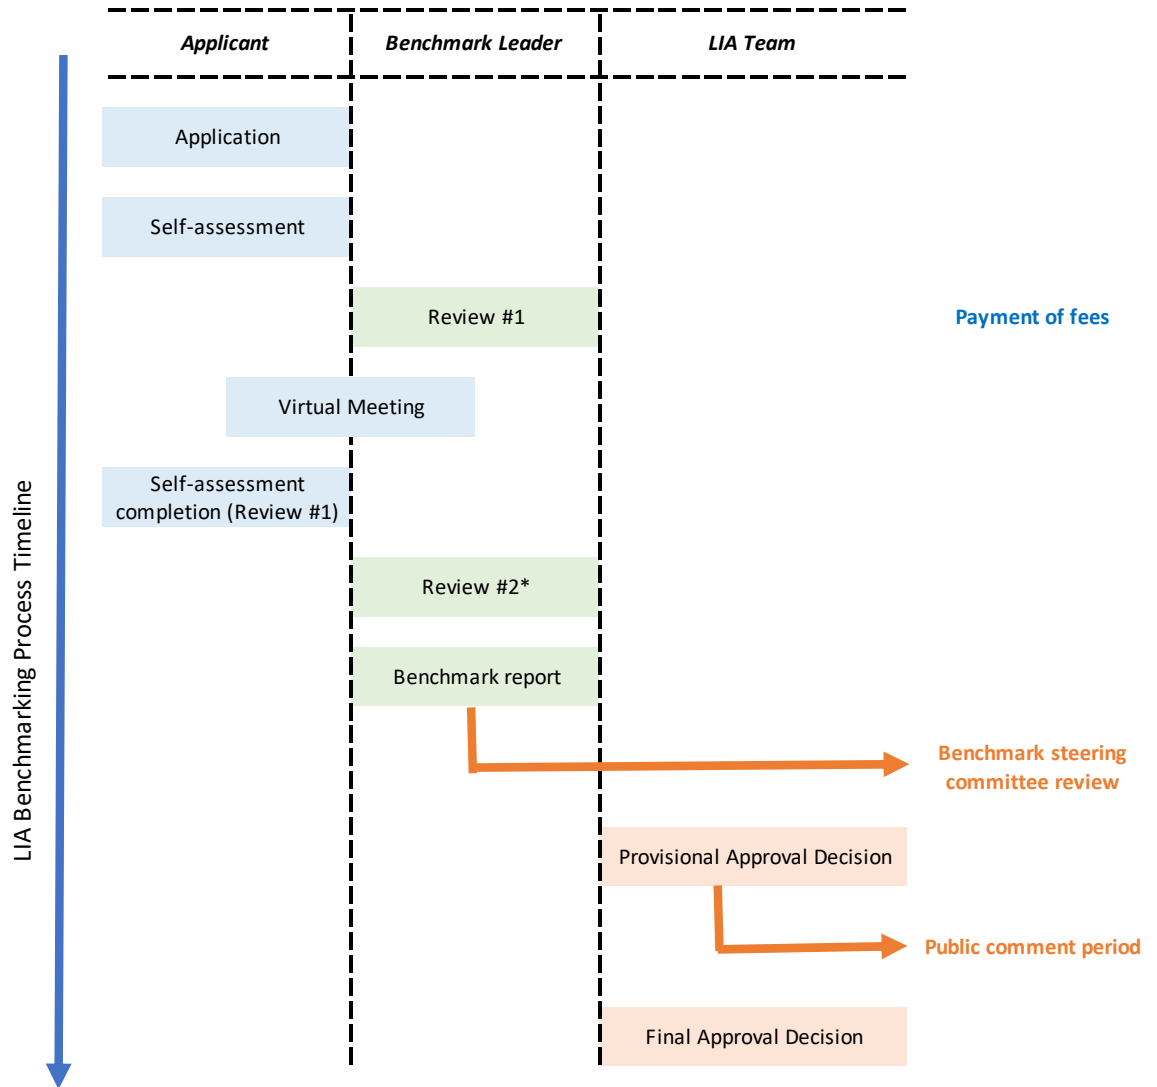 Applicant
Benchmark Leader
LIA Team
Application
Self-assessment
Review #1
Payment of fees
Virtual Meeting
Self-assessment
completion (Review #1)
Review #2*
Benchmark report
Benchmark steering
committee review
Provisional Approval Decision
Public comment period
Final Approval Decision
LIA Benchmarking Process Timeline